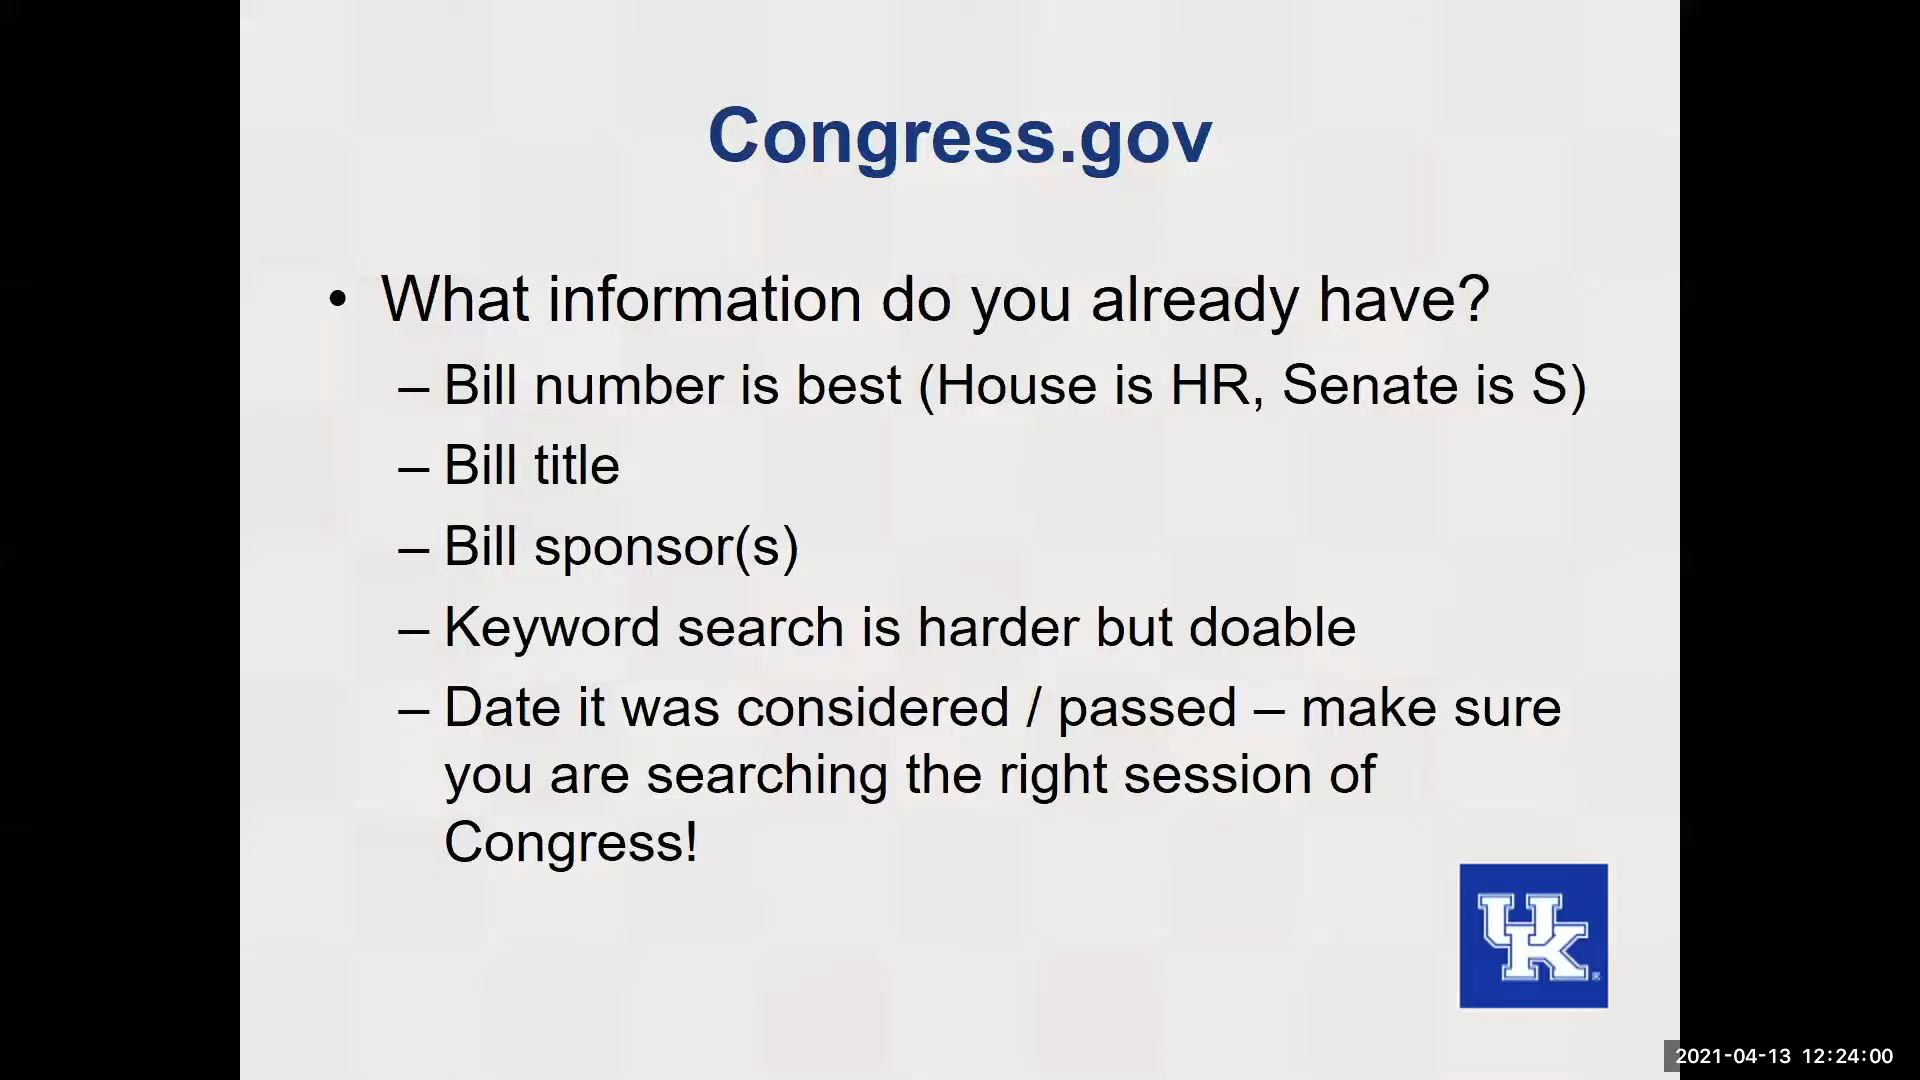 Congress.gov
• What information do you already have?
– Bill number is best (House is HR, Senate is S)
– Bill title
– Bill sponsor(s)
– Keyword search is harder but doable
– Date it was considered / passed – make sure
you are searching the right session of
Congress!
UK
2021-04-13 12:24:00